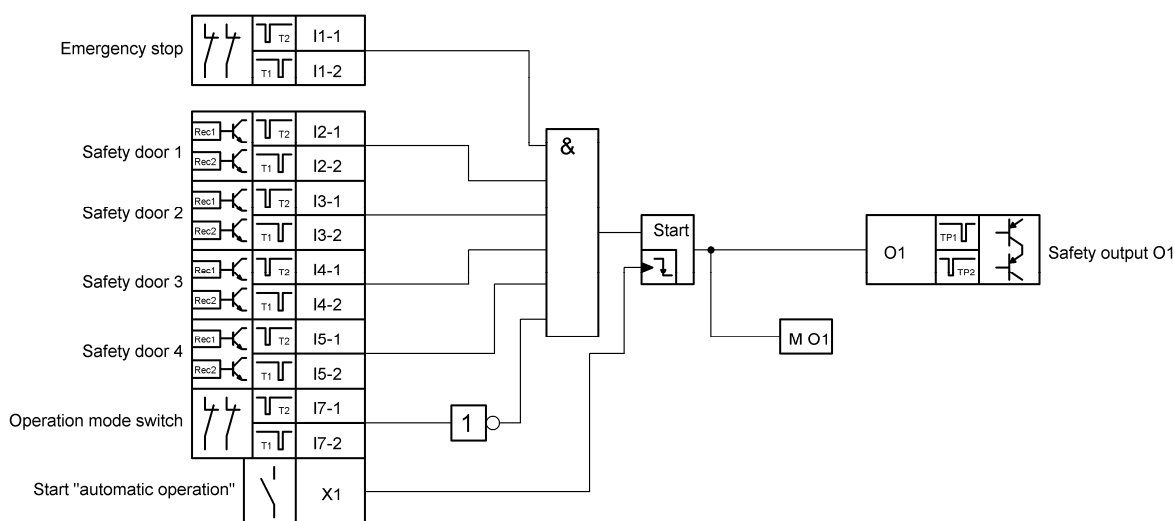 Emergency stop
T2
I1-1
T1
I1-2
Safety door 1
Rec1
T2
I2-1
Rec2
T1
I2-2
Safety door 2
Rec1
T2
I3-1
Rec2
T1
I3-2
Safety door 3
Rec1
T2
I4-1
Rec2
T1
I4-2
Safety door 4
Rec1
T2
I5-1
Rec2
T1
I5-2
Operation mode switch
T2
I7-1
T1
I7-2
Start "automatic operation"
X1
&
1
Start
O1
TP1
TP2
Safety output O1
M O1